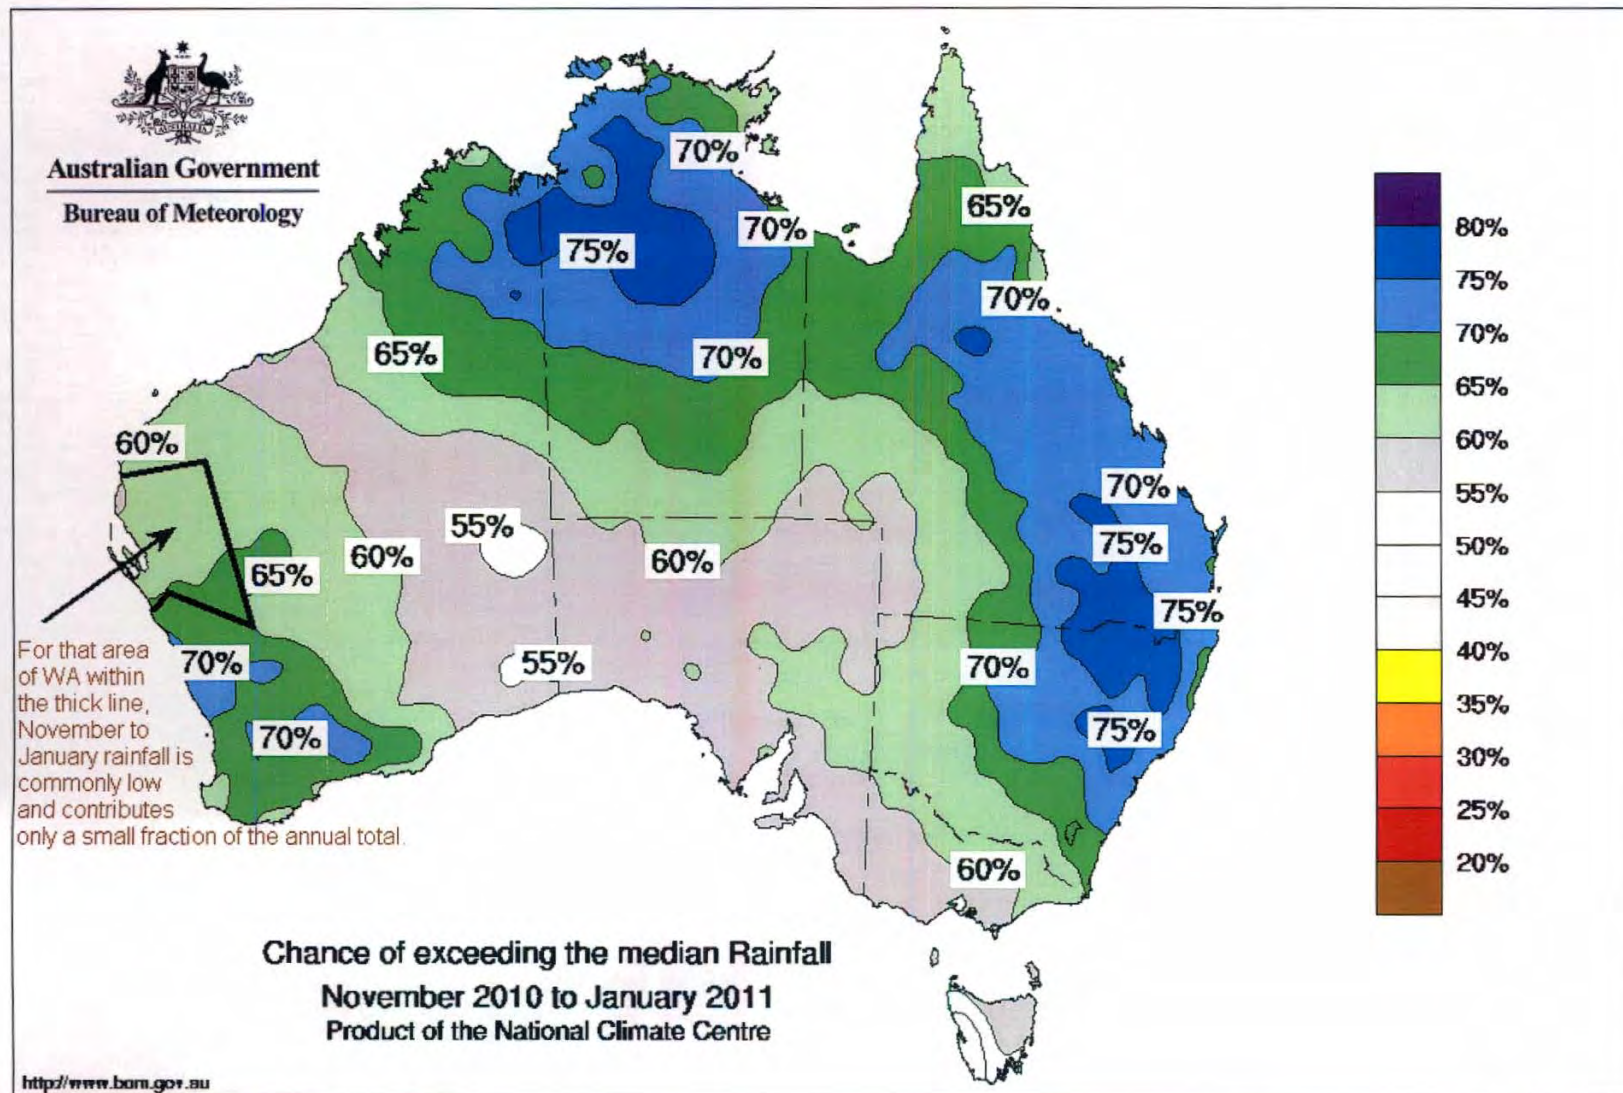 AUSTRALIA
Australian Government
Bureau of Meteorology
70%
65%
70%
75%
70%
65%
70%
80%
75%
70%
65%
60%
55%
50%
45%
40%
35%
30%
25%
20%
60%
55%
70%
75%
65%
60%
60%
75%
For that area
of WA within
the thick line,
November to
January rainfall is
commonly low
and contributes
only a small fraction of the annual total.
70%
55%
70%
70%
75%
60%
Chance of exceeding the median Rainfall
November 2010 to January 2011
Product of the National Climate Centre
http://www.bom.gov.au